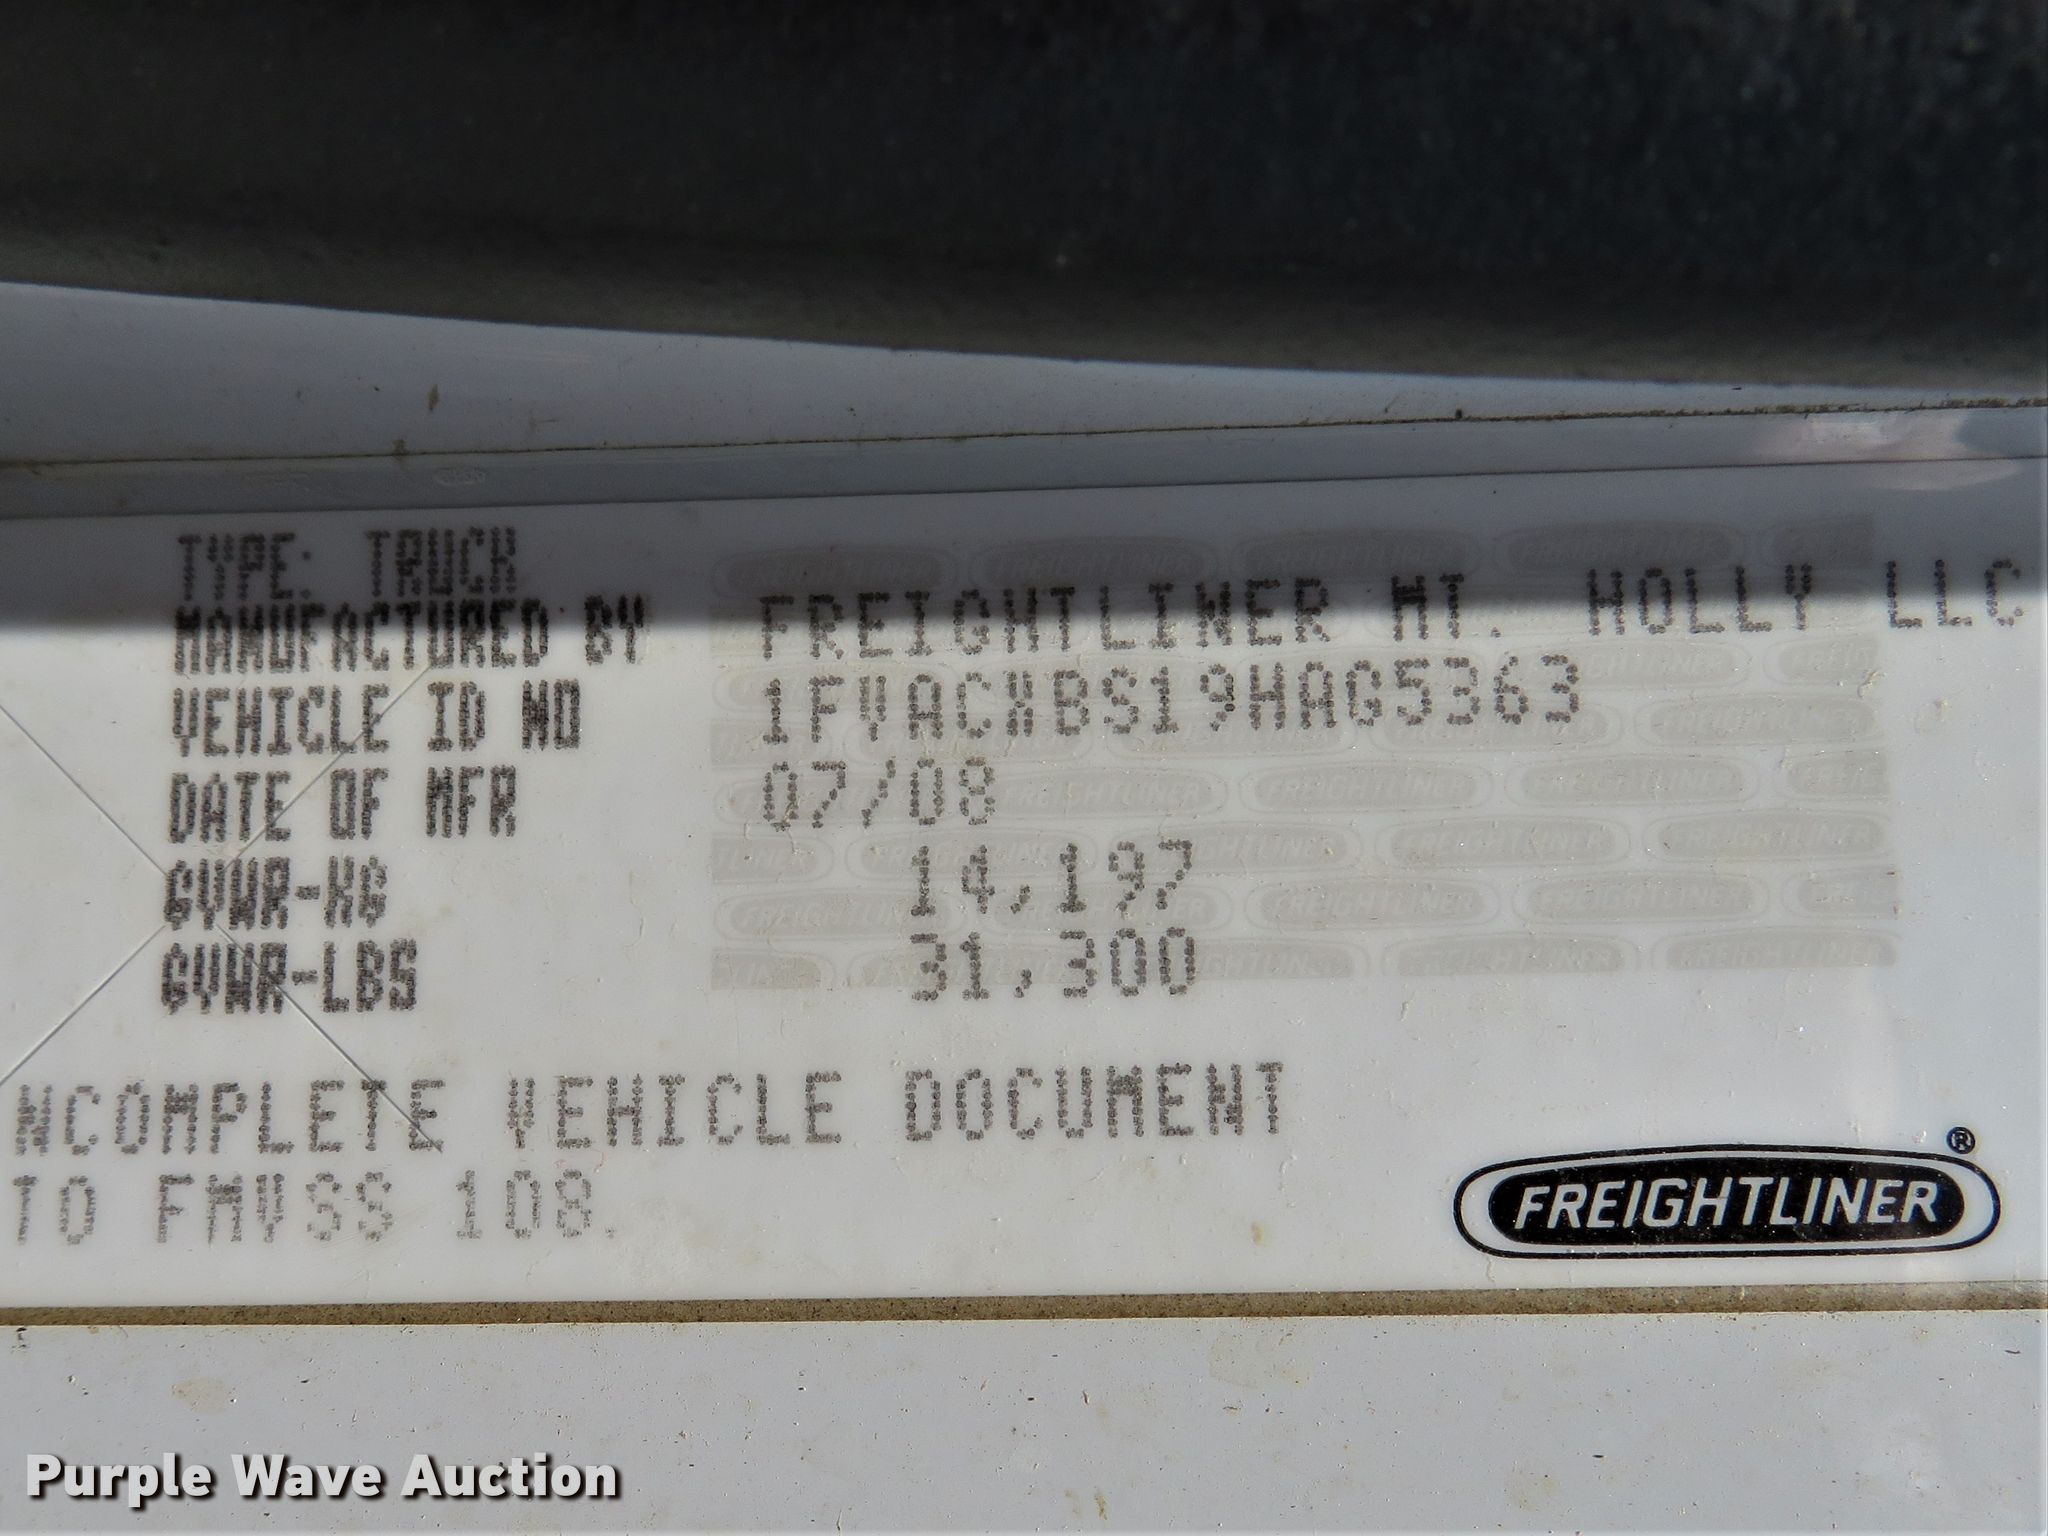 TYPE: TRUCK
MANUFACTURED BY FREIGHTLINER MT. HOLLY LLC
VEHICLE ID NO 1FVACXBS19HAG5363
DATE OF MFR 07/08
GVWR-KG 14,197
GVWR-LBS 31,300
NCOMPLETE VEHICLE DOCUMENT
TO FMVSS 108.
FREIGHTLINER®
Purple Wave Auction